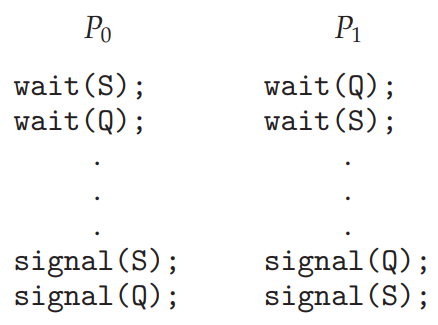 P0 P1
wait(S); wait(Q);
wait(Q); wait(S);
. .
. .
. .
signal(S); signal(Q);
signal(Q); signal(S);